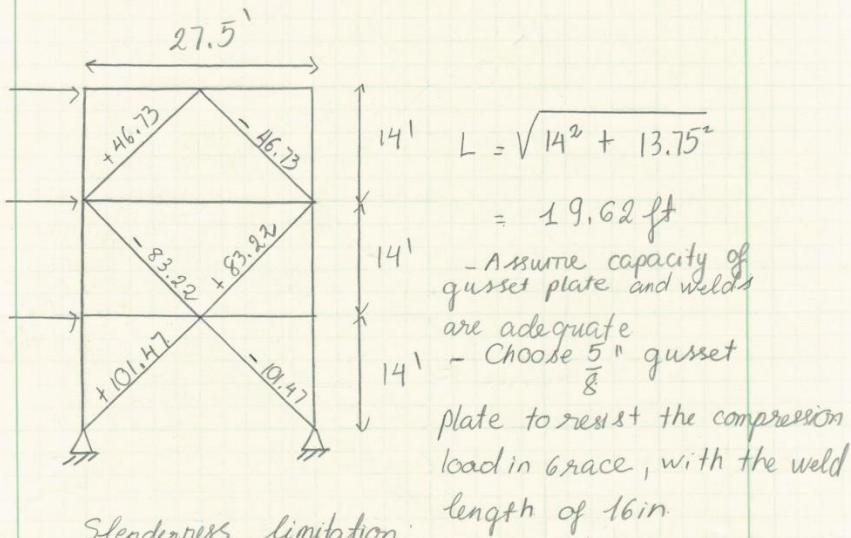 27.5'
+46.73
- 46.73
- 83.22
+ 83.22
+101.47
-101.47
14'
14'
14'
L = √14² + 13.75²
= 19.62 ft
- Assume capacity of
gusset plate and welds
are adequate
- Choose 5/8" gusset
plate to resist the compression
load in brace, with the weld
length of 16in.
Slenderness limitation: